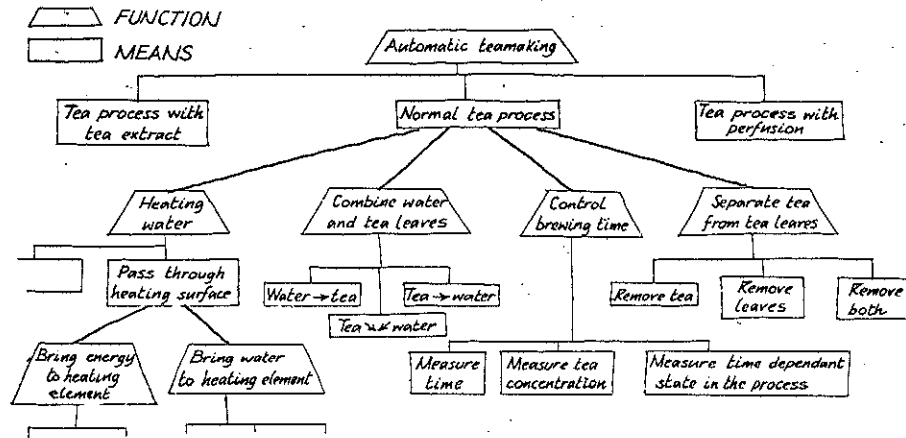 FUNCTION
MEANS
Automatic teamaking
Tea process with
tea extract
Normal tea process
Tea process with
perfusion
Heating
water
Combine water
and tea leaves
Control
brewing time
Separate tea
from tea leares
Pass through
heating surface
Water→tea
Tea→water
Tea↘↙water
Remove tea
Remove
leaves
Remove
both
Bring energy
to heating
element
Bring water
to heating element
Measure
time
Measure tea
concentration
Measure time dependant
state in the process